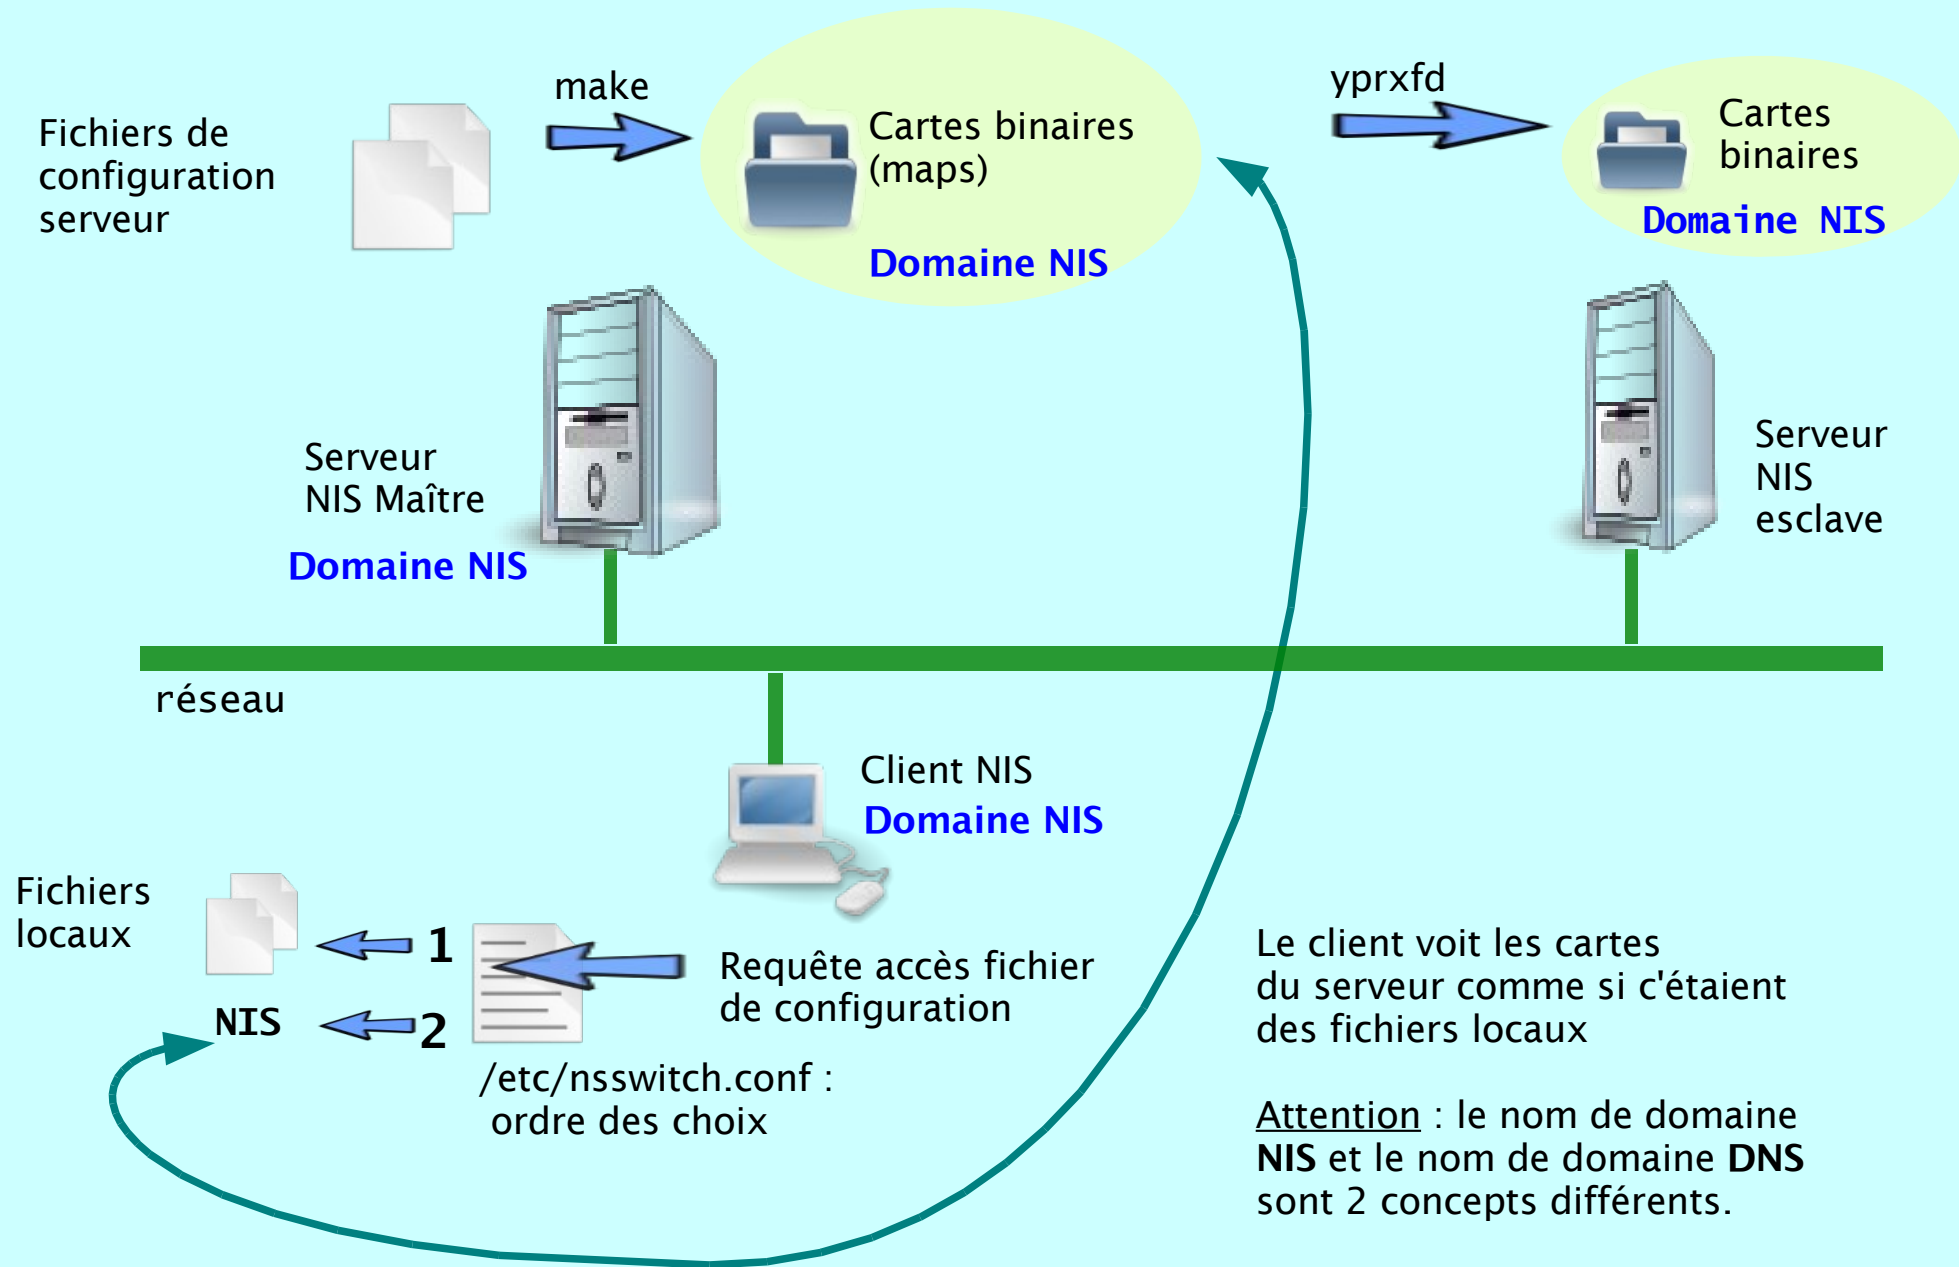 make
yprxfd
Fichiers de
configuration
serveur
Cartes binaires
(maps)
Domaine NIS
Cartes
binaires
Domaine NIS
Serveur
NIS Maître
Domaine NIS
Serveur
NIS
esclave
réseau
Client NIS
Domaine NIS
Fichiers
locaux
1
NIS
2
Requête accès fichier
de configuration
/etc/nsswitch.conf :
ordre des choix
Le client voit les cartes
du serveur comme si c'étaient
des fichiers locaux
Attention : le nom de domaine
NIS et le nom de domaine DNS
sont 2 concepts différents.